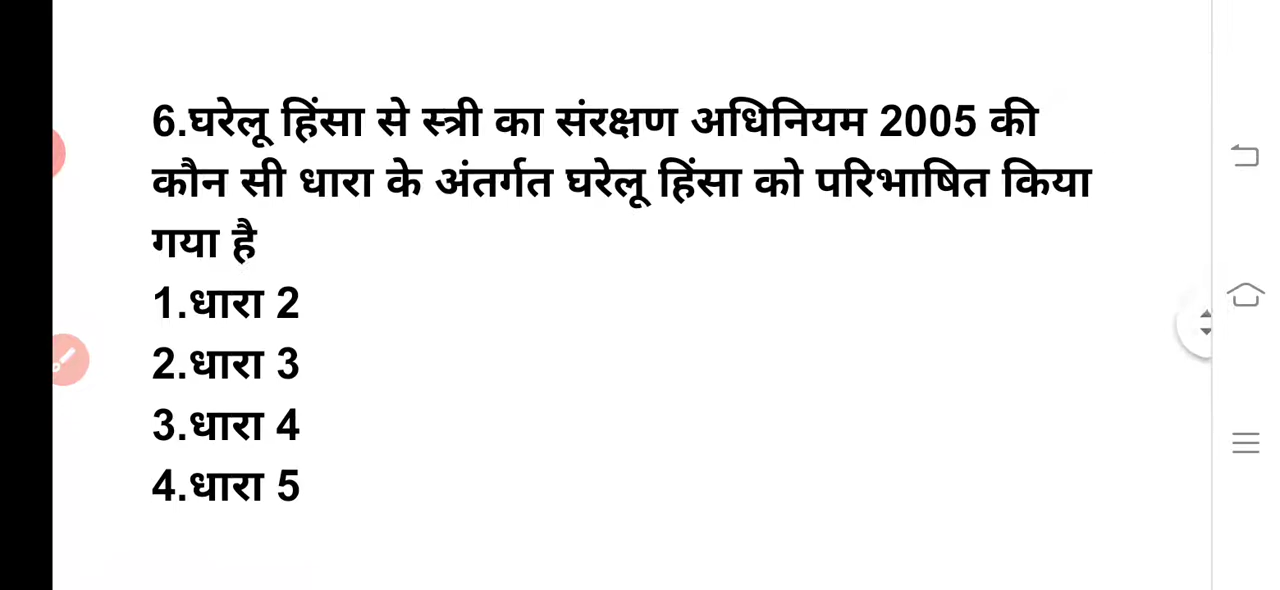 6.घरेलू हिंसा से स्त्री का संरक्षण अधिनियम 2005 की
कौन सी धारा के अंतर्गत घरेलू हिंसा को परिभाषित किया
गया है
1.धारा 2
2.धारा 3
3.धारा 4
4.धारा 5